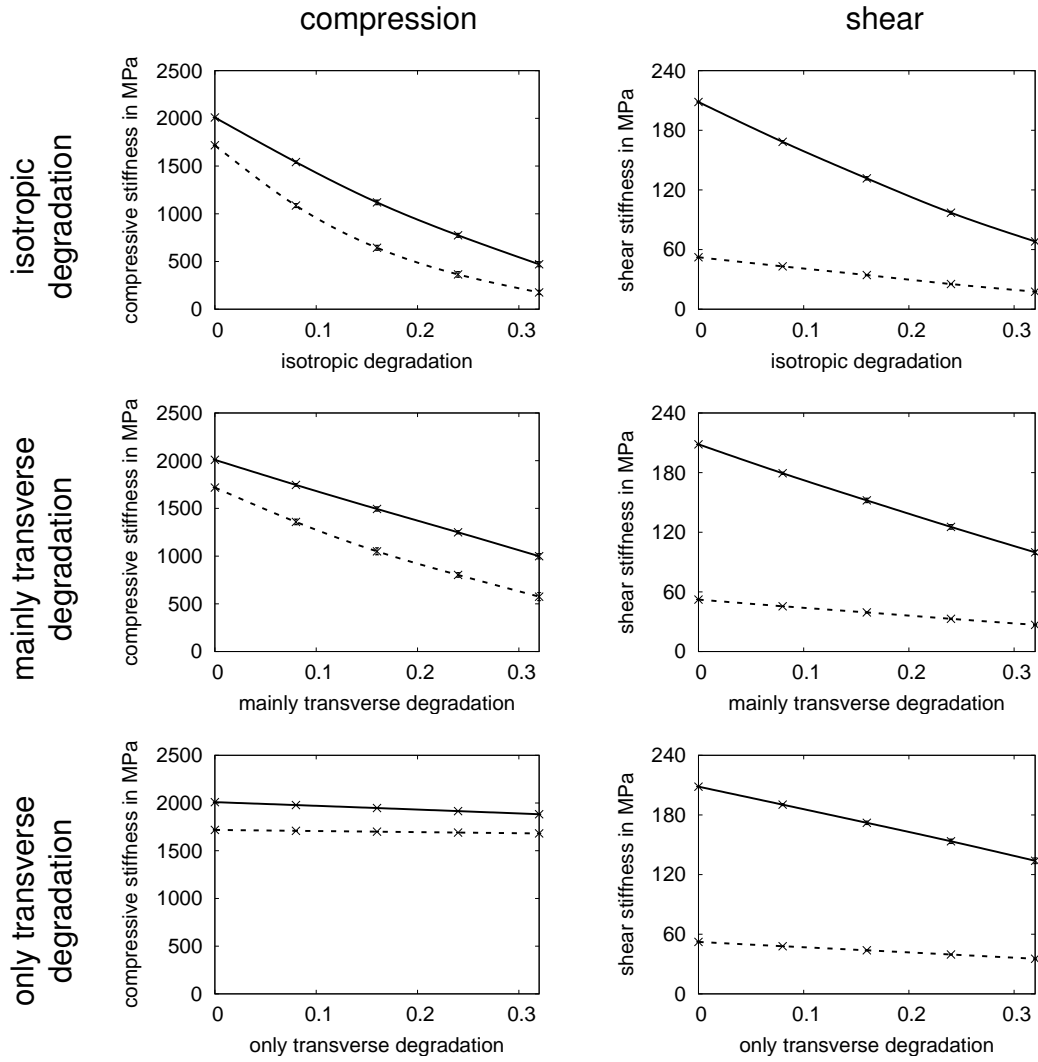 compression
shear
isotropic
degradation
compressive stiffness in MPa
2500
2000
1500
1000
500
0
0 0.1 0.2 0.3
isotropic degradation
shear stiffness in MPa
240
180
120
60
0
0 0.1 0.2 0.3
isotropic degradation
mainly transverse
degradation
compressive stiffness in MPa
2500
2000
1500
1000
500
0
0 0.1 0.2 0.3
mainly transverse degradation
shear stiffness in MPa
240
180
120
60
0
0 0.1 0.2 0.3
mainly transverse degradation
only transverse
degradation
compressive stiffness in MPa
2500
2000
1500
1000
500
0
0 0.1 0.2 0.3
only transverse degradation
shear stiffness in MPa
240
180
120
60
0
0 0.1 0.2 0.3
only transverse degradation